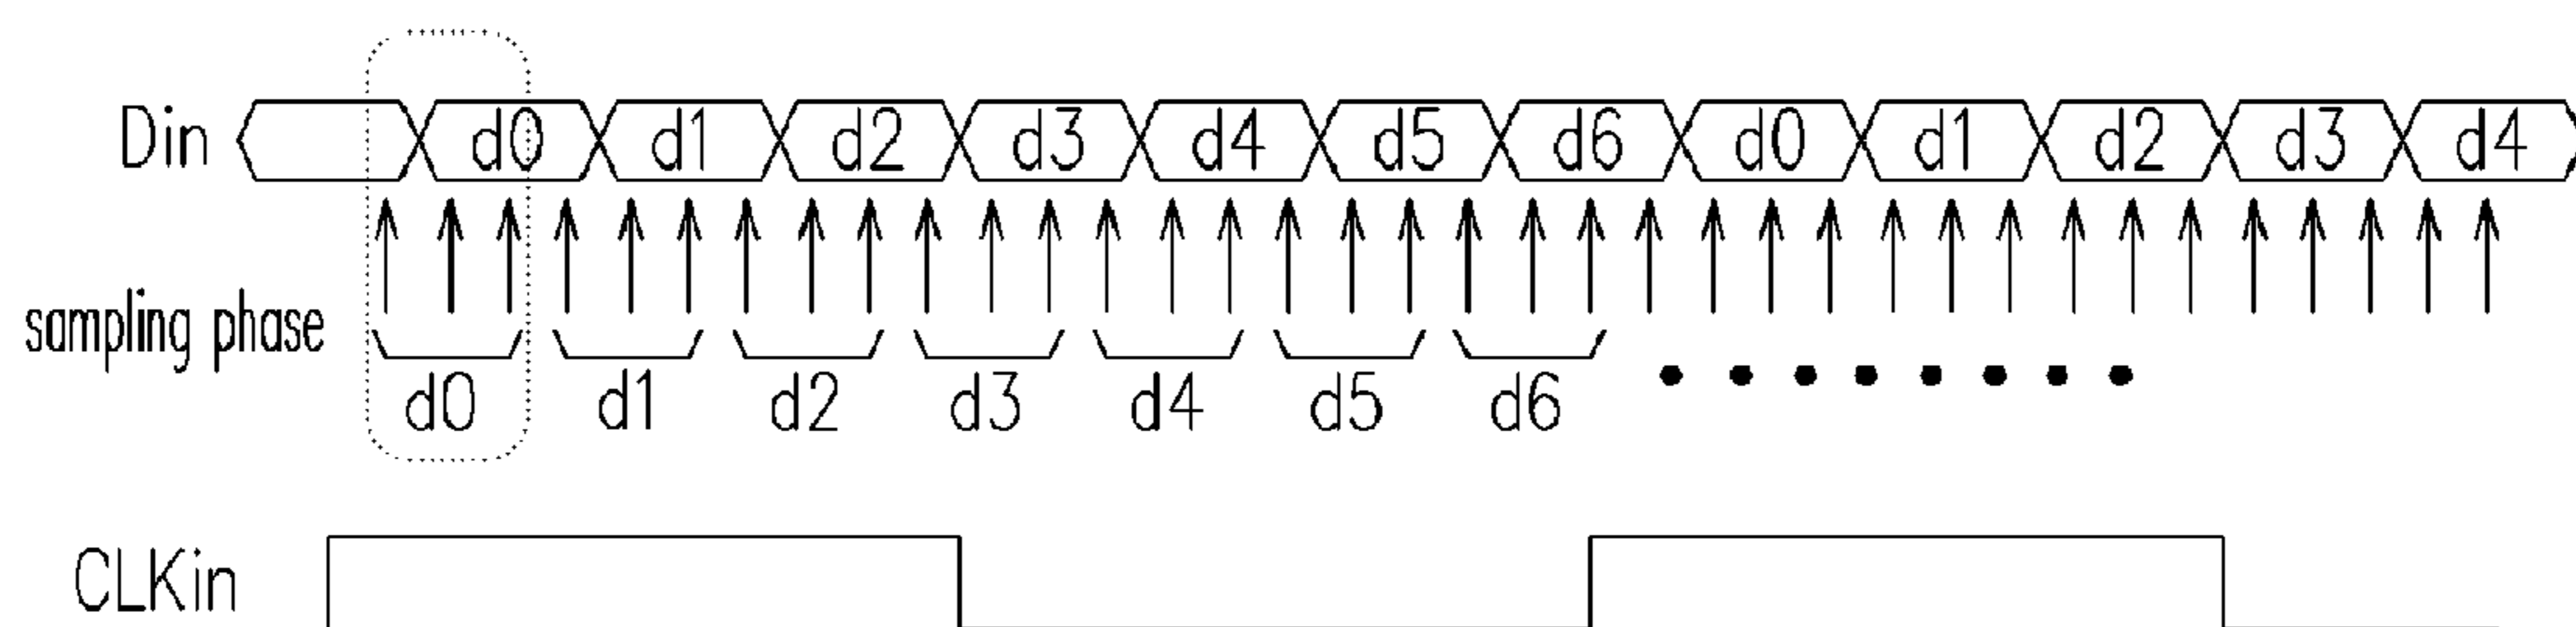 Din d0 d1 d2 d3 d4 d5 d6 d0 d1 d2 d3 d4
sampling phase
d0 d1 d2 d3 d4 d5 d6
CLKin